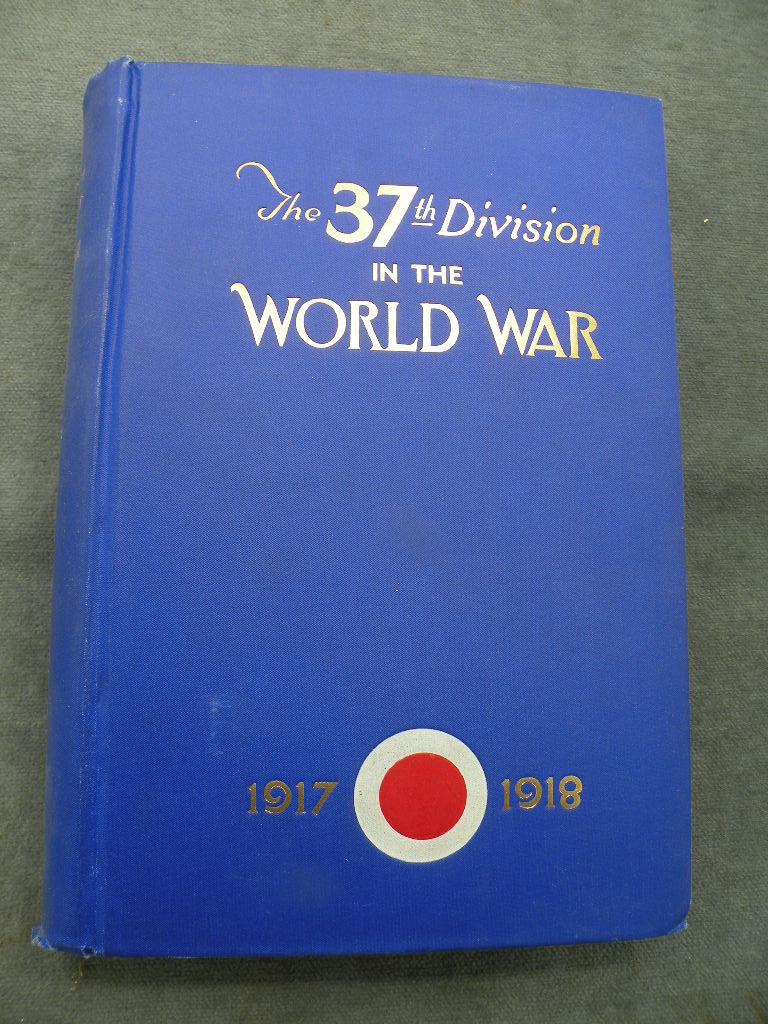 The 37th Division
IN THE
WORLD WAR
1917 1918